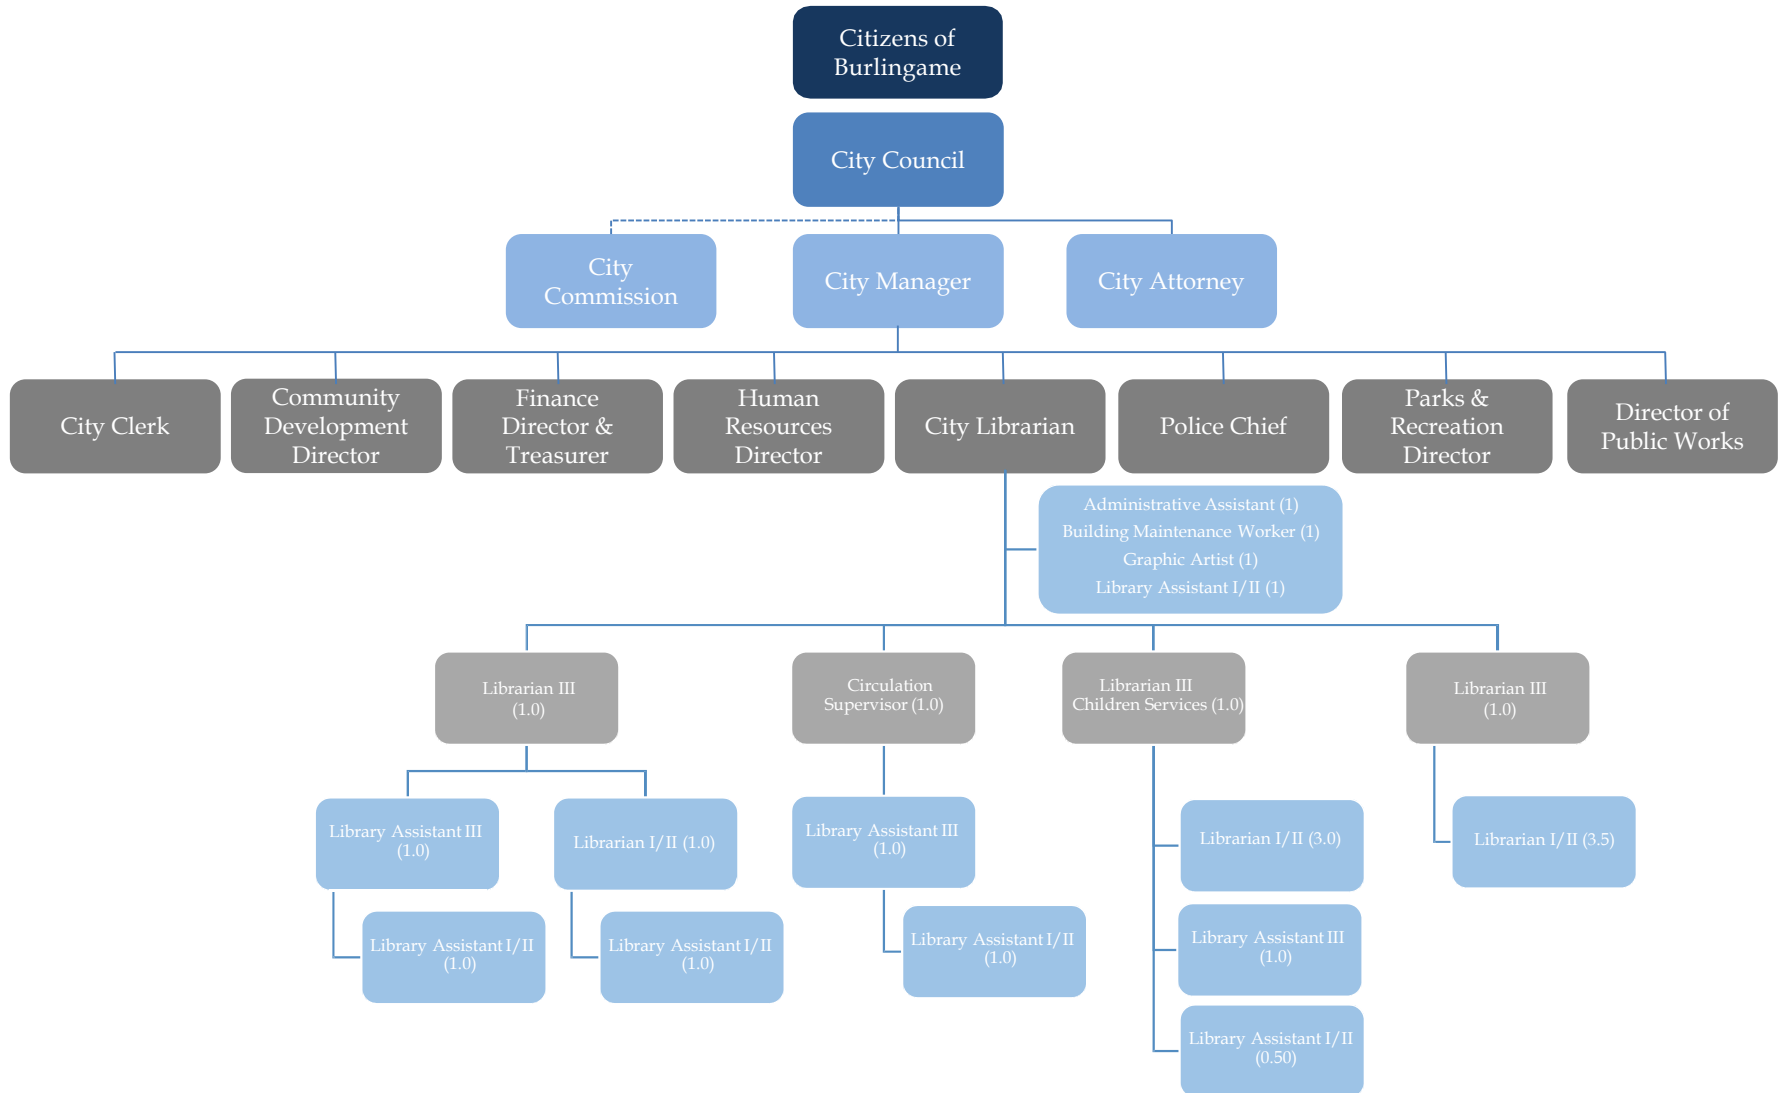 Citizens of
Burlingame
City Council
City
Commission
City Manager
City Attorney
City Clerk
Community
Development
Director
Finance
Director &
Treasurer
Human
Resources
Director
City Librarian
Police Chief
Parks &
Recreation
Director
Director of
Public Works
Administrative Assistant (1)
Building Maintenance Worker (1)
Graphic Artist (1)
Library Assistant I/II (1)
Librarian III
(1.0)
Circulation
Supervisor (1.0)
Librarian III
Children Services (1.0)
Librarian III
(1.0)
Library Assistant III
(1.0)
Librarian I/II (1.0)
Library Assistant III
(1.0)
Librarian I/II (3.0)
Librarian I/II (3.5)
Library Assistant I/II
(1.0)
Library Assistant I/II
(1.0)
Library Assistant I/II
(1.0)
Library Assistant III
(1.0)
Library Assistant I/II
(0.50)